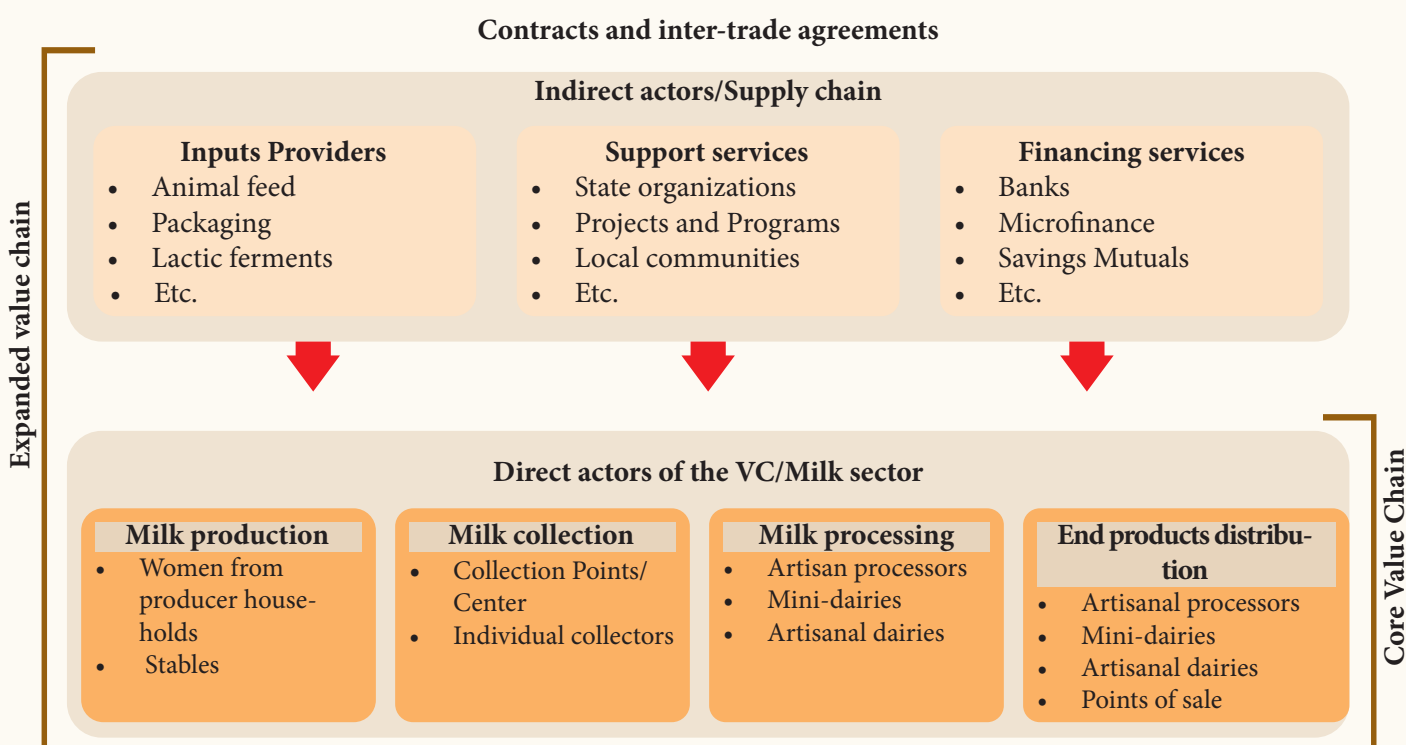 Contracts and inter-trade agreements
Expanded value chain
Indirect actors/Supply chain
Inputs Providers
• Animal feed
• Packaging
• Lactic ferments
• Etc.
Support services
• State organizations
• Projects and Programs
• Local communities
• Etc.
Financing services
• Banks
• Microfinance
• Savings Mutuals
• Etc.
Core Value Chain
Direct actors of the VC/Milk sector
Milk production
• Women from
producer house-
holds
• Stables
Milk collection
• Collection Points/
Center
• Individual collectors
Milk processing
• Artisan processors
• Mini-dairies
• Artisanal dairies
End products distribu-
tion
• Artisanal processors
• Mini-dairies
• Artisanal dairies
• Points of sale